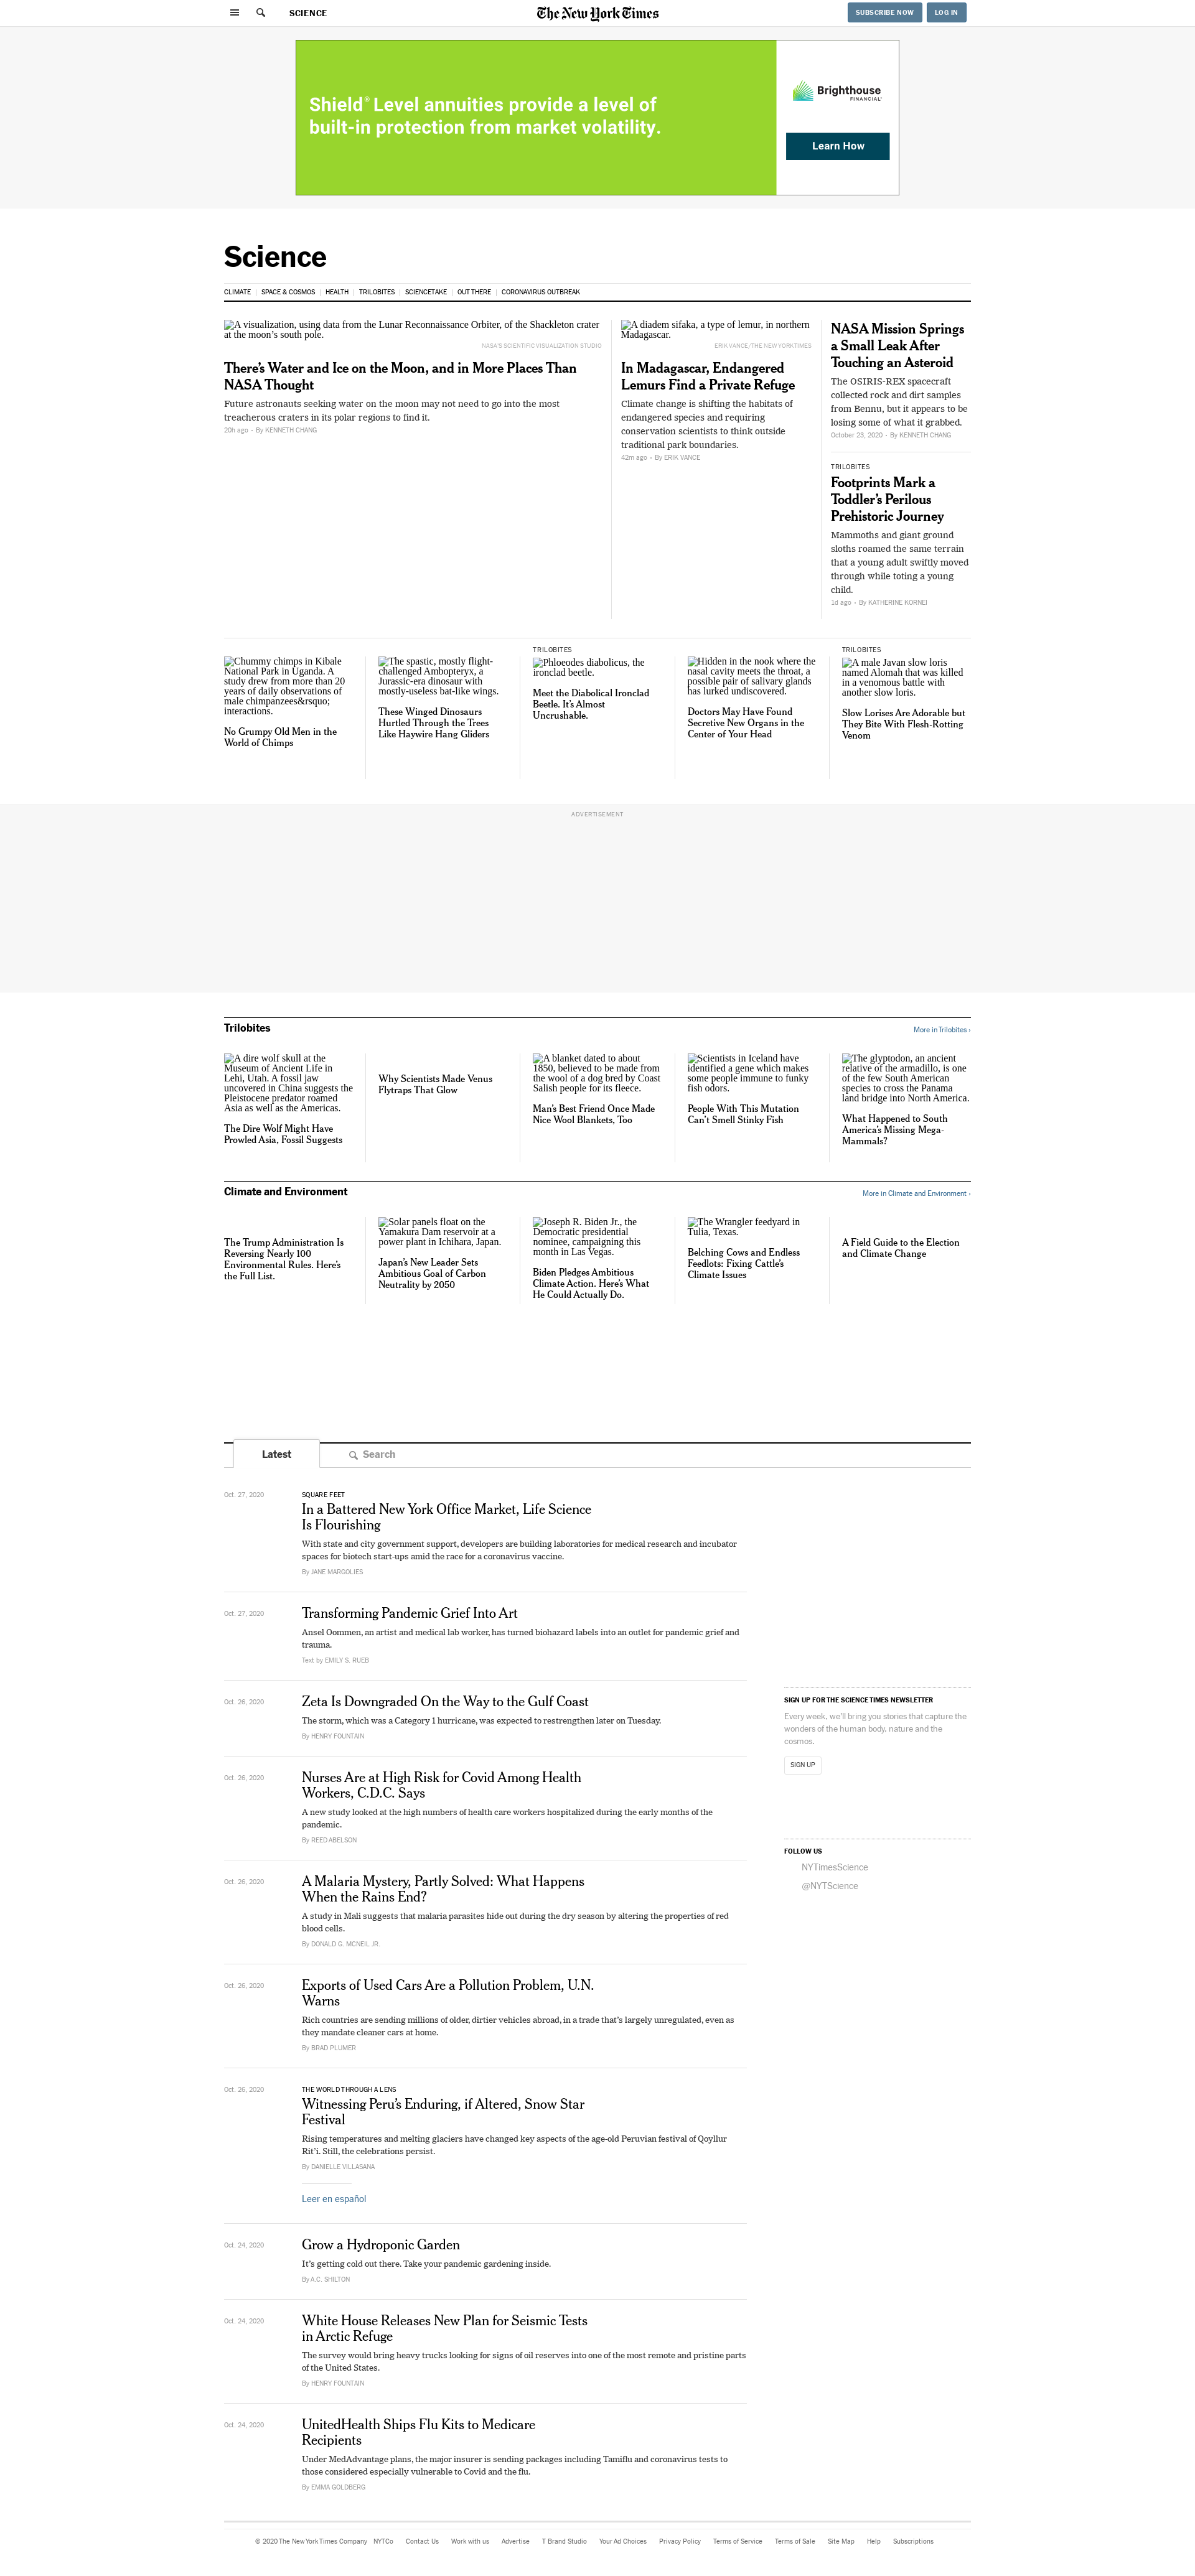 SCIENCE
The New York Times
SUBSCRIBE NOW
LOG IN
Shield® Level annuities provide a level of
built-in protection from market volatility.
Brighthouse
FINANCIAL
Learn How
Science
CLIMATE
SPACE & COSMOS
HEALTH
TRILOBITES
SCIENCETAKE
OUT THERE
CORONAVIRUS OUTBREAK
A visualization, using data from the Lunar Reconnaissance Orbiter, of the Shackleton crater
at the moon’s south pole.
NASA'S SCIENTIFIC VISUALIZATION STUDIO
There’s Water and Ice on the Moon, and in More Places Than
NASA Thought
Future astronauts seeking water on the moon may not need to go into the most
treacherous craters in its polar regions to find it.
20h ago - By KENNETH CHANG
A diadem sifaka, a type of lemur, in northern
Madagascar.
ERIK VANCE/THE NEW YORK TIMES
In Madagascar, Endangered
Lemurs Find a Private Refuge
Climate change is shifting the habitats of
endangered species and requiring
conservation scientists to think outside
traditional park boundaries.
42m ago - By ERIK VANCE
NASA Mission Springs
a Small Leak After
Touching an Asteroid
The OSIRIS-REX spacecraft
collected rock and dirt samples
from Bennu, but it appears to be
losing some of what it grabbed.
October 23, 2020 - By KENNETH CHANG
TRILOBITES
Footprints Mark a
Toddler’s Perilous
Prehistoric Journey
Mammoths and giant ground
sloths roamed the same terrain
that a young adult swiftly moved
through while toting a young
child.
1d ago - By KATHERINE KORNEI
Chummy chimps in Kibale
National Park in Uganda. A
study drew from more than 20
years of daily observations of
male chimpanzees&rsquo;
interactions.
No Grumpy Old Men in the
World of Chimps
The spastic, mostly flight-
challenged Ambopteryx, a
Jurassic-era dinosaur with
mostly-useless bat-like wings.
These Winged Dinosaurs
Hurtled Through the Trees
Like Haywire Hang Gliders
TRILOBITES
Phloeodes diabolicus, the
ironclad beetle.
Meet the Diabolical Ironclad
Beetle. It’s Almost
Uncrushable.
Hidden in the nook where the
nasal cavity meets the throat, a
possible pair of salivary glands
has lurked undiscovered.
Doctors May Have Found
Secretive New Organs in the
Center of Your Head
TRILOBITES
A male Javan slow loris
named Alomah that was killed
in a venomous battle with
another slow loris.
Slow Lorises Are Adorable but
They Bite With Flesh-Rotting
Venom
ADVERTISEMENT
Trilobites
More in Trilobites ›
A dire wolf skull at the
Museum of Ancient Life in
Lehi, Utah. A fossil jaw
uncovered in China suggests the
Pleistocene predator roamed
Asia as well as the Americas.
The Dire Wolf Might Have
Prowled Asia, Fossil Suggests
Why Scientists Made Venus
Flytraps That Glow
A blanket dated to about
1850, believed to be made from
the wool of a dog bred by Coast
Salish people for its fleece.
Man’s Best Friend Once Made
Nice Wool Blankets, Too
Scientists in Iceland have
identified a gene which makes
some people immune to funky
fish odors.
People With This Mutation
Can’t Smell Stinky Fish
The glyptodon, an ancient
relative of the armadillo, is one
of the few South American
species to cross the Panama
land bridge into North America.
What Happened to South
America’s Missing Mega-
Mammals?
Climate and Environment
More in Climate and Environment ›
The Trump Administration Is
Reversing Nearly 100
Environmental Rules. Here’s
the Full List.
Solar panels float on the
Yamakura Dam reservoir at a
power plant in Ichihara, Japan.
Japan’s New Leader Sets
Ambitious Goal of Carbon
Neutrality by 2050
Joseph R. Biden Jr., the
Democratic presidential
nominee, campaigning this
month in Las Vegas.
Biden Pledges Ambitious
Climate Action. Here’s What
He Could Actually Do.
The Wrangler feedyard in
Tulia, Texas.
Belching Cows and Endless
Feedlots: Fixing Cattle’s
Climate Issues
A Field Guide to the Election
and Climate Change
Latest
Search
Oct. 27, 2020
SQUARE FEET
In a Battered New York Office Market, Life Science
Is Flourishing
With state and city government support, developers are building laboratories for medical research and incubator
spaces for biotech start-ups amid the race for a coronavirus vaccine.
By JANE MARGOLIES
Oct. 27, 2020
Transforming Pandemic Grief Into Art
Ansel Oommen, an artist and medical lab worker, has turned biohazard labels into an outlet for pandemic grief and
trauma.
Text by EMILY S. RUEB
Oct. 26, 2020
Zeta Is Downgraded On the Way to the Gulf Coast
The storm, which was a Category 1 hurricane, was expected to restrengthen later on Tuesday.
By HENRY FOUNTAIN
Oct. 26, 2020
Nurses Are at High Risk for Covid Among Health
Workers, C.D.C. Says
A new study looked at the high numbers of health care workers hospitalized during the early months of the
pandemic.
By REED ABELSON
Oct. 26, 2020
A Malaria Mystery, Partly Solved: What Happens
When the Rains End?
A study in Mali suggests that malaria parasites hide out during the dry season by altering the properties of red
blood cells.
By DONALD G. MCNEIL JR.
Oct. 26, 2020
Exports of Used Cars Are a Pollution Problem, U.N.
Warns
Rich countries are sending millions of older, dirtier vehicles abroad, in a trade that’s largely unregulated, even as
they mandate cleaner cars at home.
By BRAD PLUMER
Oct. 26, 2020
THE WORLD THROUGH A LENS
Witnessing Peru’s Enduring, if Altered, Snow Star
Festival
Rising temperatures and melting glaciers have changed key aspects of the age-old Peruvian festival of Qoyllur
Rit’i. Still, the celebrations persist.
By DANIELLE VILLASANA
Leer en español
Oct. 24, 2020
Grow a Hydroponic Garden
It’s getting cold out there. Take your pandemic gardening inside.
By A.C. SHILTON
Oct. 24, 2020
White House Releases New Plan for Seismic Tests
in Arctic Refuge
The survey would bring heavy trucks looking for signs of oil reserves into one of the most remote and pristine parts
of the United States.
By HENRY FOUNTAIN
Oct. 24, 2020
UnitedHealth Ships Flu Kits to Medicare
Recipients
Under MedAdvantage plans, the major insurer is sending packages including Tamiflu and coronavirus tests to
those considered especially vulnerable to Covid and the flu.
By EMMA GOLDBERG
SIGN UP FOR THE SCIENCE TIMES NEWSLETTER
Every week, we’ll bring you stories that capture the
wonders of the human body, nature and the
cosmos.
SIGN UP
FOLLOW US
NYTimesScience
@NYTScience
© 2020 The New York Times Company
NYTCo
Contact Us
Work with us
Advertise
T Brand Studio
Your Ad Choices
Privacy Policy
Terms of Service
Terms of Sale
Site Map
Help
Subscriptions